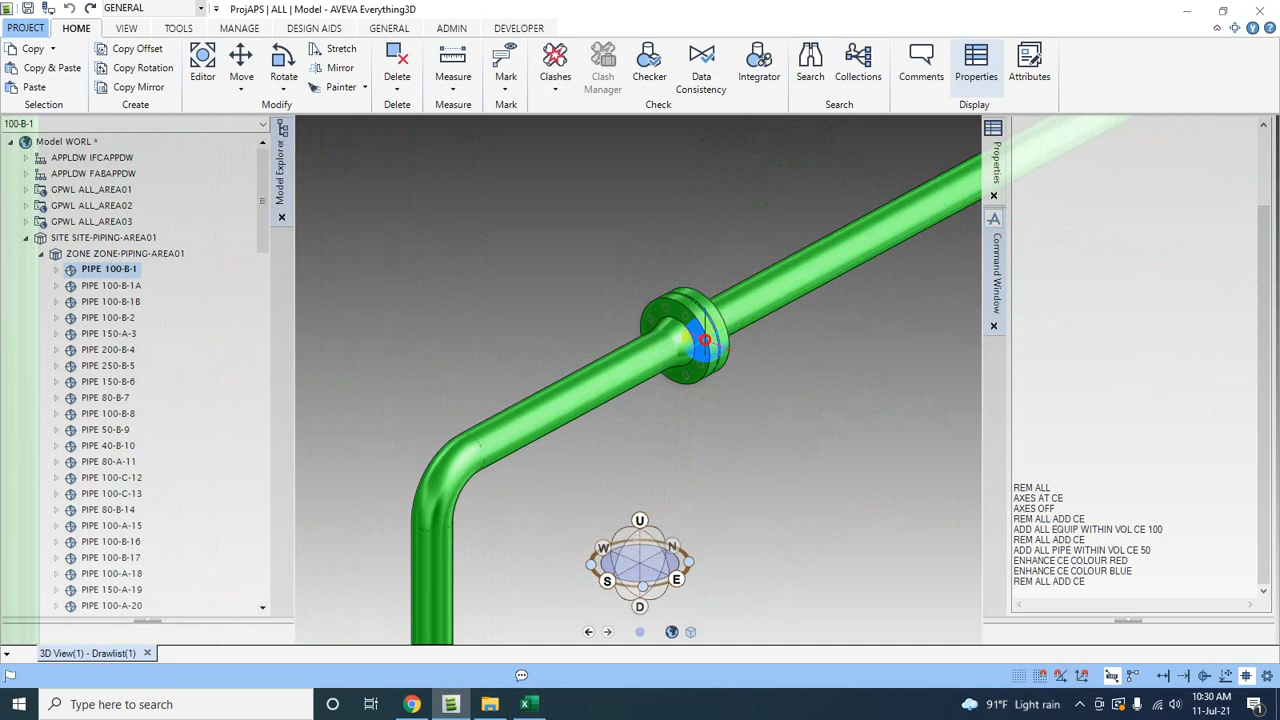 GENERAL
ProjAPS | ALL | Model - AVEVA Everything3D
PROJECT HOME VIEW TOOLS MANAGE DESIGN AIDS GENERAL ADMIN DEVELOPER
Copy
Copy & Paste
Paste
Selection
Copy Offset
Copy Rotation
Copy Mirror
Create
Editor
Move
Rotate
Stretch
Mirror
Painter
Modify
Delete
Delete
Measure
Measure
Mark
Mark
Clashes
Clash Manager
Checker
Data Consistency
Integrator
Check
Search
Collections
Search
Comments
Properties
Attributes
Display
100-B-1
Model WORL *
APPLDW IFCAPPDW
APPLDW FABAPPDW
GPWL ALL_AREA01
GPWL ALL_AREA02
GPWL ALL_AREA03
SITE SITE-PIPING-AREA01
ZONE ZONE-PIPING-AREA01
PIPE 100-B-1
PIPE 100-B-1A
PIPE 100-B-1B
PIPE 100-B-2
PIPE 150-A-3
PIPE 200-B-4
PIPE 250-B-5
PIPE 150-B-6
PIPE 80-B-7
PIPE 100-B-8
PIPE 50-B-9
PIPE 40-B-10
PIPE 80-A-11
PIPE 100-C-12
PIPE 100-C-13
PIPE 80-B-14
PIPE 100-A-15
PIPE 100-B-16
PIPE 100-B-17
PIPE 100-A-18
PIPE 150-A-19
PIPE 100-A-20
Model Explorer
U
W N
S E
D
Properties
Command Window
REM ALL
AXES AT CE
AXES OFF
REM ALL ADD CE
ADD ALL EQUIP WITHIN VOL CE 100
REM ALL ADD CE
ADD ALL PIPE WITHIN VOL CE 50
ENHANCE CE COLOUR RED
ENHANCE CE COLOUR BLUE
REM ALL ADD CE
3D View(1) - Drawlist(1)
Type here to search
91°F Light rain
10:30 AM
11-Jul-21